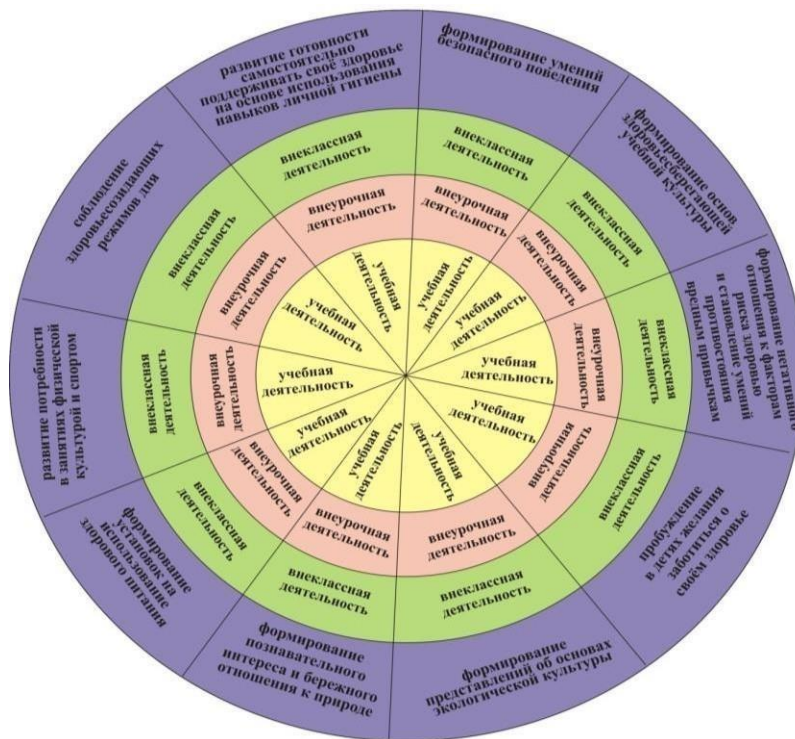 развитие готовности
самостоятельно
поддерживать своё здоровье
на основе использования
навыков личной гигиены
формирование умений
безопасного поведения
формирование основ
здоровьесберегающей
учебной культуры
формирование негативного
отношения к факторам
риска здоровью
и становление умений
противостояния
вредным привычкам
пробуждение
в детях желания
заботиться о
своём здоровье
формирование
представлений об основах
экологической культуры
формирование
познавательного
интереса и бережного
отношения к природе
формирование
установок на
использование
здорового питания
развитие потребности
в занятиях физической
культурой и спортом
соблюдение
здоровьесозидающих
режимов дня
внеклассная
деятельность
внеклассная
деятельность
внеклассная
деятельность
внеклассная
деятельность
внеклассная
деятельность
внеклассная
деятельность
внеклассная
деятельность
внеклассная
деятельность
внеклассная
деятельность
внеклассная
деятельность
внеурочная
деятельность
внеурочная
деятельность
внеурочная
деятельность
внеурочная
деятельность
внеурочная
деятельность
внеурочная
деятельность
внеурочная
деятельность
внеурочная
деятельность
внеурочная
деятельность
внеурочная
деятельность
учебная
деятельность
учебная
деятельность
учебная
деятельность
учебная
деятельность
учебная
деятельность
учебная
деятельность
учебная
деятельность
учебная
деятельность
учебная
деятельность
учебная
деятельность